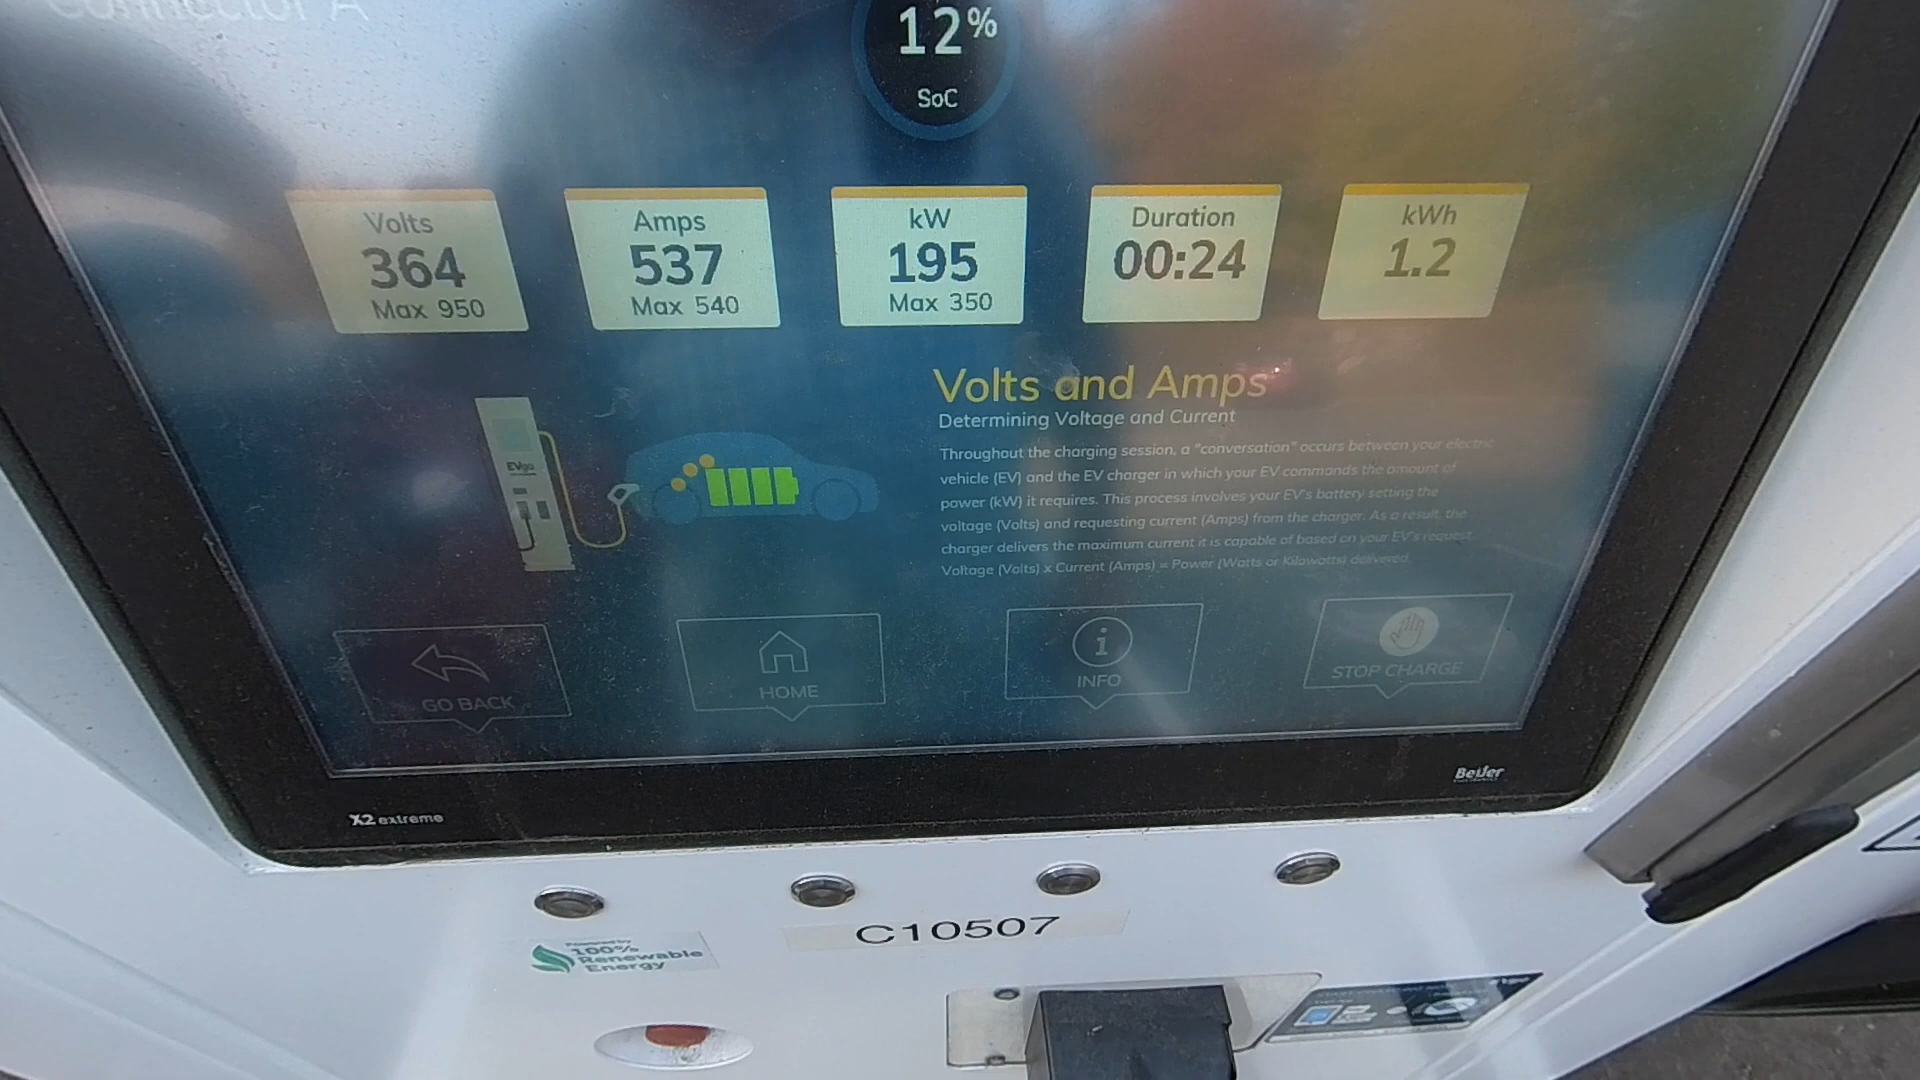 Connector A
12%
SoC
Volts
364
Max 950
Amps
537
Max 540
kW
195
Max 350
Duration
00:24
kWh
1.2
Volts and Amps
Determining Voltage and Current
Throughout the charging session, a "conversation" occurs between your electric
vehicle (EV) and the EV charger in which your EV commands the amount of
power (kW) it requires. This process involves your EV's battery setting the
voltage (Volts) and requesting current (Amps) from the charger. As a result, the
charger delivers the maximum current it is capable of based on your EV's request.
Voltage (Volts) x Current (Amps) = Power (Watts or Kilowatts) delivered.
EVgo
GO BACK
HOME
INFO
STOP CHARGE
X2 extreme
Beijer
C10507
Powered by
100%
Renewable
Energy